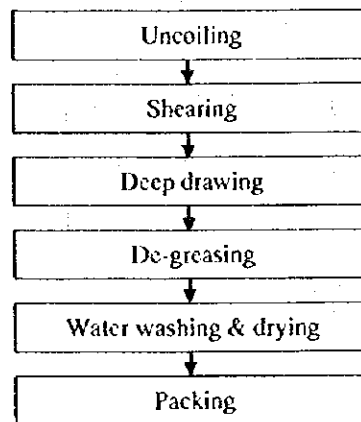 Uncoiling
Shearing
Deep drawing
De-greasing
Water washing & drying
Packing